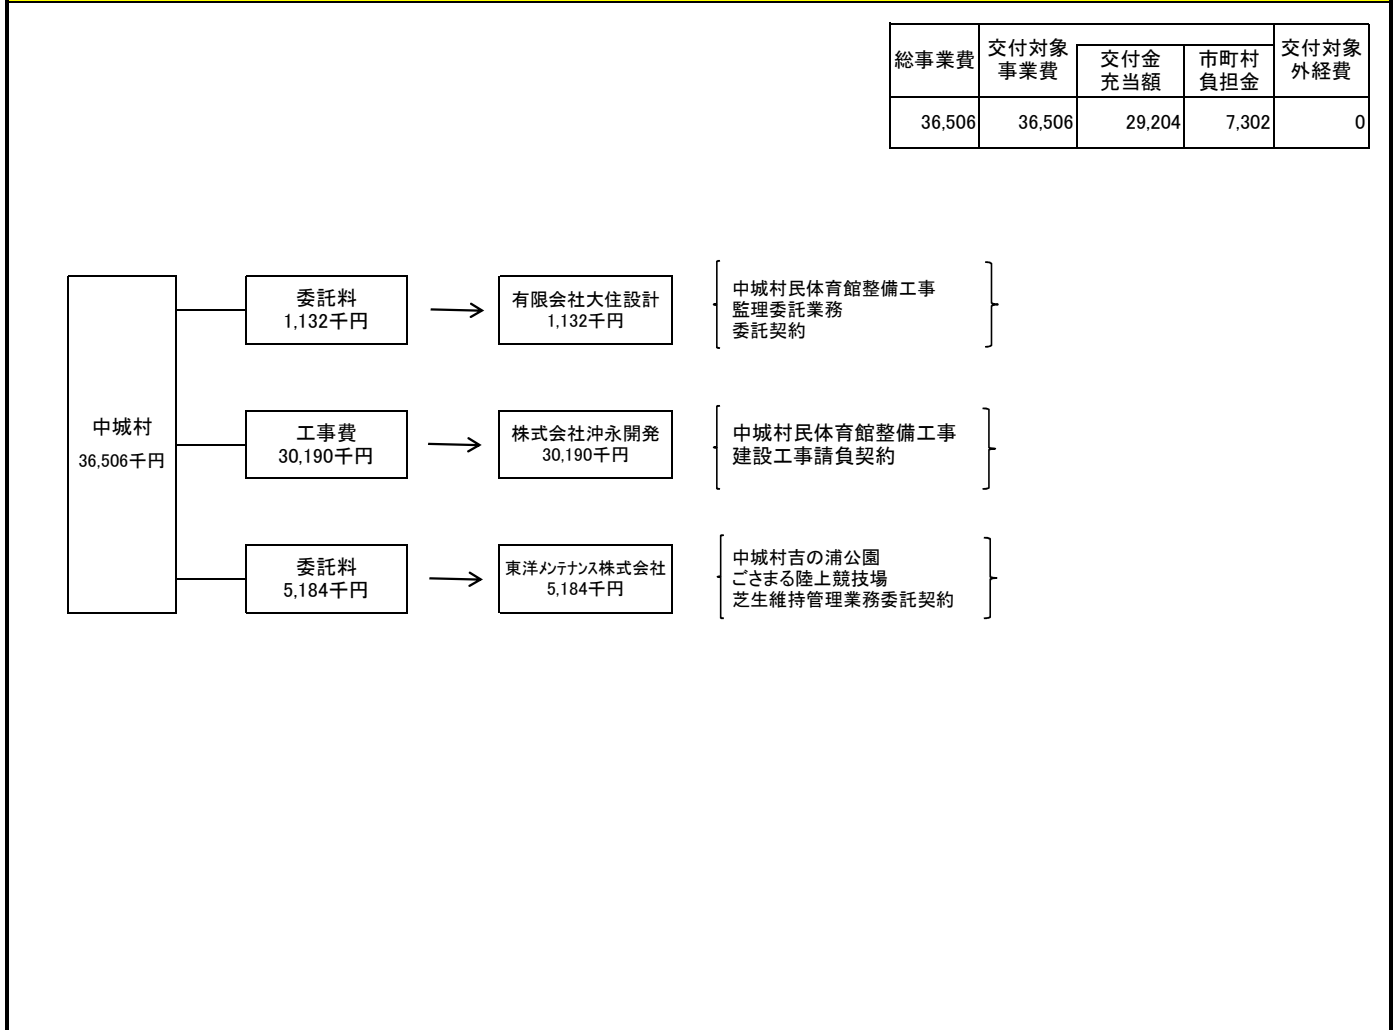 総事業費
交付対象
事業費
交付金
充当額
市町村
負担金
交付対象
外経費
36,506 36,506 29,204 7,302 0
中城村
36,506千円
委託料
1,132千円
有限会社大住設計
1,132千円
中城村民体育館整備工事
監理委託業務
委託契約
工事費
30,190千円
株式会社沖永開発
30,190千円
中城村民体育館整備工事
建設工事請負契約
委託料
5,184千円
東洋メンテナンス株式会社
5,184千円
中城村吉の浦公園
ごさまる陸上競技場
芝生維持管理業務委託契約